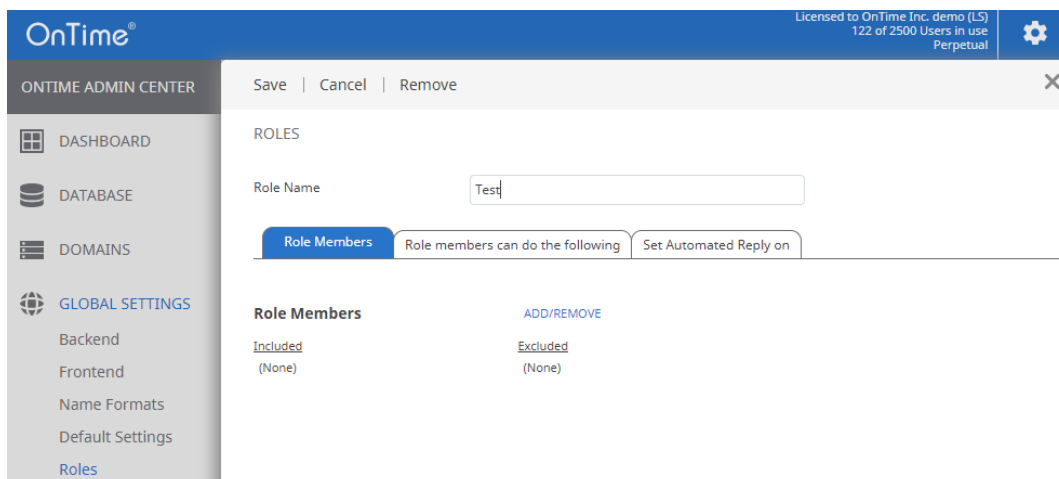 OnTime®
Licensed to OnTime Inc. demo (LS)
122 of 2500 Users in use
Perpetual
ONTIME ADMIN CENTER
Save | Cancel | Remove
DASHBOARD
DATABASE
DOMAINS
GLOBAL SETTINGS
Backend
Frontend
Name Formats
Default Settings
Roles
ROLES
Role Name
Test
Role Members
Role members can do the following
Set Automated Reply on
Role Members
ADD/REMOVE
Included
Excluded
(None)
(None)